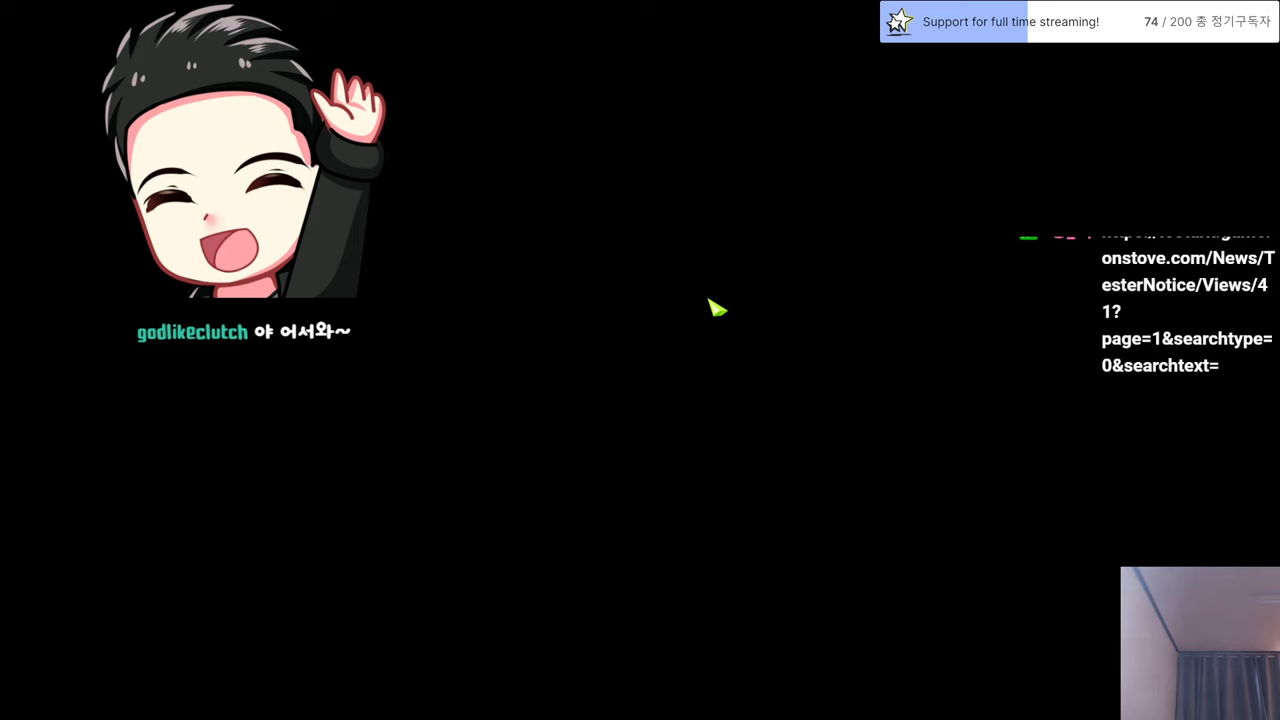 Support for full time streaming!
74 / 200 종 정기구독자
onstove.com/News/T
esterNotice/Views/4
1?
page=1&searchtype=
0&searchtext=
godlikeclutch 야 어서와~